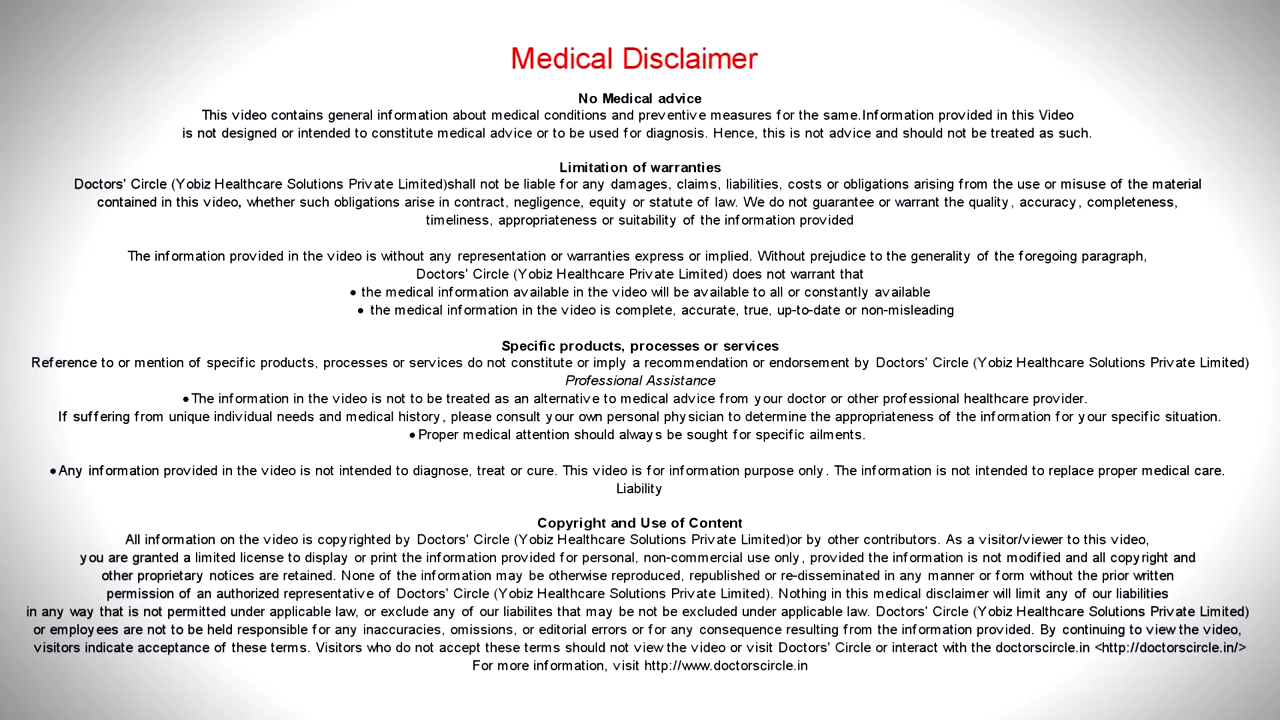 Medical Disclaimer
No Medical advice
This video contains general information about medical conditions and preventive measures for the same.Information provided in this Video
is not designed or intended to constitute medical advice or to be used for diagnosis. Hence, this is not advice and should not be treated as such.
Limitation of warranties
Doctors' Circle (Yobiz Healthcare Solutions Private Limited)shall not be liable for any damages, claims, liabilities, costs or obligations arising from the use or misuse of the material
contained in this video, whether such obligations arise in contract, negligence, equity or statute of law. We do not guarantee or warrant the quality, accuracy, completeness,
timeliness, appropriateness or suitability of the information provided
The information provided in the video is without any representation or warranties express or implied. Without prejudice to the generality of the foregoing paragraph,
Doctors' Circle (Yobiz Healthcare Private Limited) does not warrant that
• the medical information available in the video will be available to all or constantly available
• the medical information in the video is complete, accurate, true, up-to-date or non-misleading
Specific products, processes or services
Reference to or mention of specific products, processes or services do not constitute or imply a recommendation or endorsement by Doctors' Circle (Yobiz Healthcare Solutions Private Limited)
Professional Assistance
•The information in the video is not to be treated as an alternative to medical advice from your doctor or other professional healthcare provider.
If suffering from unique individual needs and medical history, please consult your own personal physician to determine the appropriateness of the information for your specific situation.
•Proper medical attention should always be sought for specific ailments.
•Any information provided in the video is not intended to diagnose, treat or cure. This video is for information purpose only. The information is not intended to replace proper medical care.
Liability
Copyright and Use of Content
All information on the video is copyrighted by Doctors' Circle (Yobiz Healthcare Solutions Private Limited)or by other contributors. As a visitor/viewer to this video,
you are granted a limited license to display or print the information provided for personal, non-commercial use only, provided the information is not modified and all copyright and
other proprietary notices are retained. None of the information may be otherwise reproduced, republished or re-disseminated in any manner or form without the prior written
permission of an authorized representative of Doctors' Circle (Yobiz Healthcare Solutions Private Limited). Nothing in this medical disclaimer will limit any of our liabilities
in any way that is not permitted under applicable law, or exclude any of our liabilites that may be not be excluded under applicable law. Doctors' Circle (Yobiz Healthcare Solutions Private Limited)
or employees are not to be held responsible for any inaccuracies, omissions, or editorial errors or for any consequence resulting from the information provided. By continuing to view the video,
visitors indicate acceptance of these terms. Visitors who do not accept these terms should not view the video or visit Doctors' Circle or interact with the doctorscircle.in <http://doctorscircle.in/>
For more information, visit http://www.doctorscircle.in